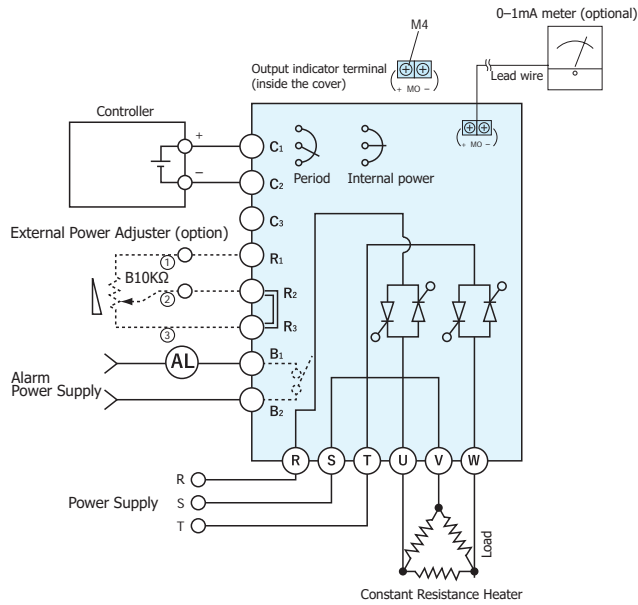 0–1mA meter (optional)
M4
Output indicator terminal
(inside the cover)
(+ MO −)
Lead wire
(+ MO −)
Controller
+
−
C1
C2
C3
Period
Internal power
External Power Adjuster (option)
① 
B10KΩ
②
③
R1
R2
R3
B1
B2
AL
Alarm
Power Supply
R S T U V W
R
Power Supply S
T
Load
Constant Resistance Heater